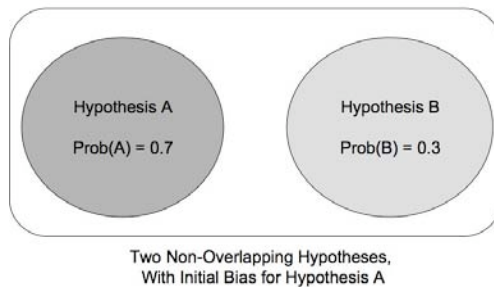 Hypothesis A
Prob(A) = 0.7
Hypothesis B
Prob(B) = 0.3
Two Non-Overlapping Hypotheses,
With Initial Bias for Hypothesis A